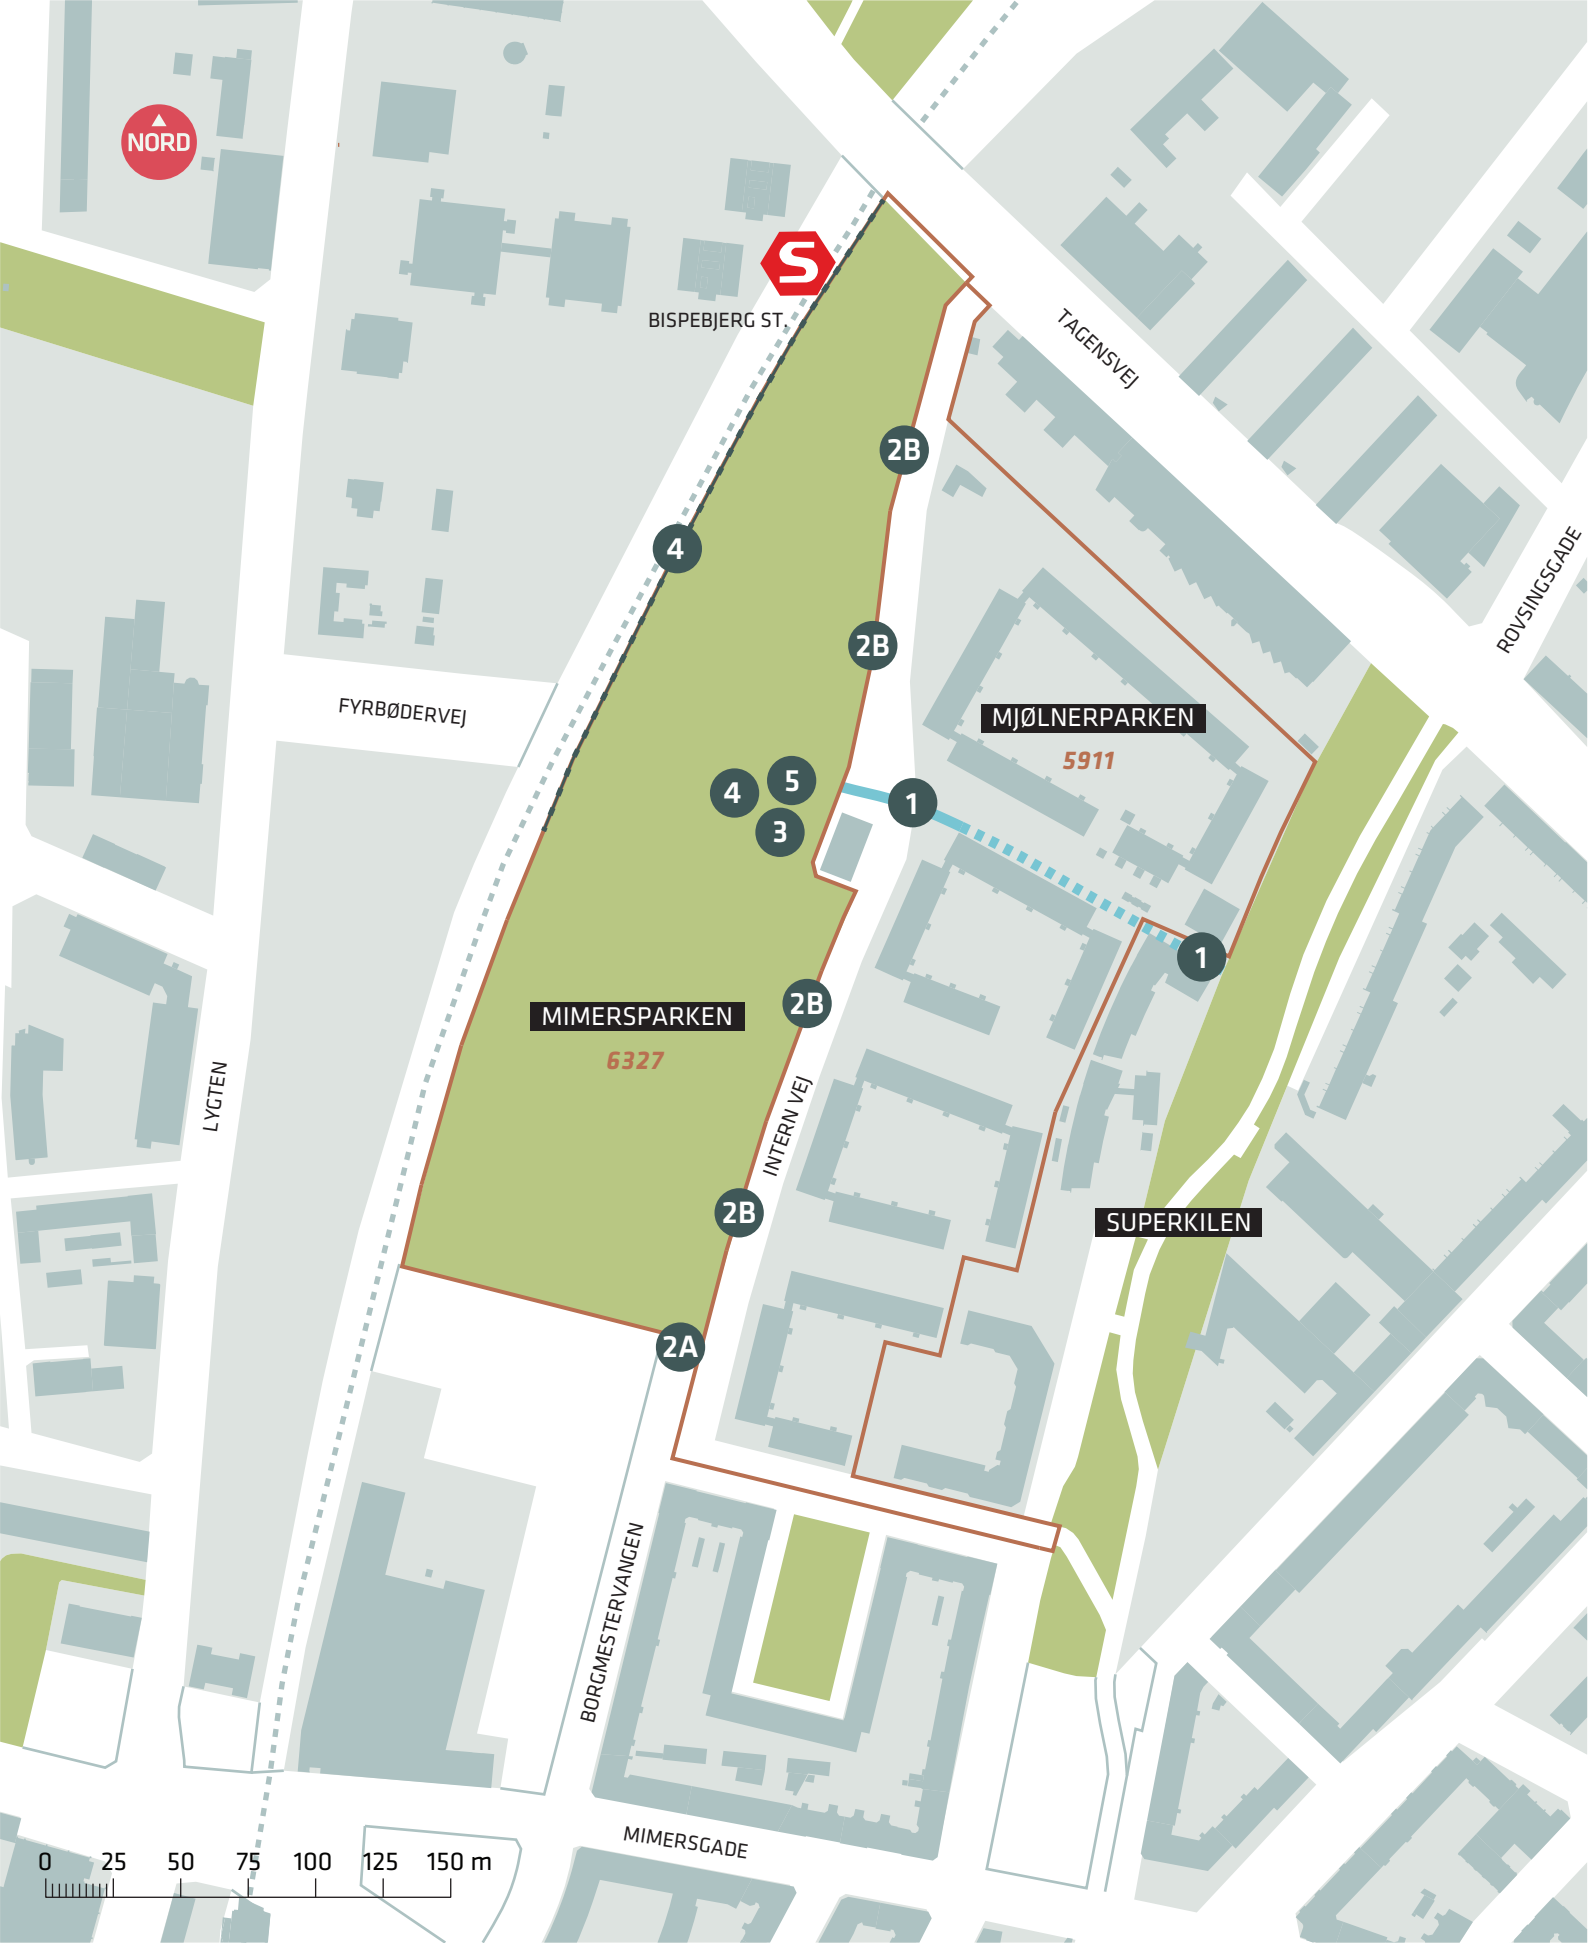 NORD
S
BISPEBJERG ST.
TAGENSVEJ
2B
ROVSINGSGADE
4
2B
FYRBØDERVEJ
MJØLNERPARKEN
5911
5
4
1
3
1
2B
MIMERSPARKEN
6327
LYGTEN
INTERN VEJ
2B
SUPERKILEN
2A
BORGMESTERVANGEN
MIMERSGADE
0 25 50 75 100 125 150 m